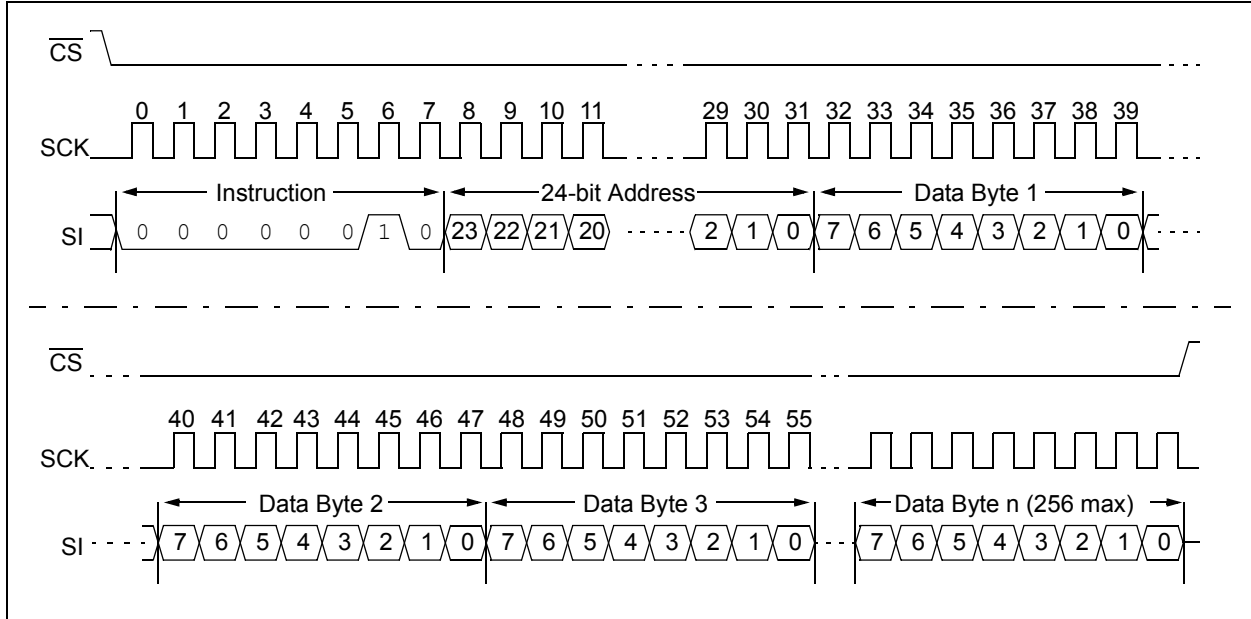 CS
0 1 2 3 4 5 6 7 8 9 10 11 29 30 31 32 33 34 35 36 37 38 39
SCK
Instruction 24-bit Address Data Byte 1
SI 0 0 0 0 0 0 1 0 23 22 21 20 2 1 0 7 6 5 4 3 2 1 0
CS
40 41 42 43 44 45 46 47 48 49 50 51 52 53 54 55
SCK
Data Byte 2 Data Byte 3 Data Byte n (256 max)
SI 7 6 5 4 3 2 1 0 7 6 5 4 3 2 1 0 7 6 5 4 3 2 1 0